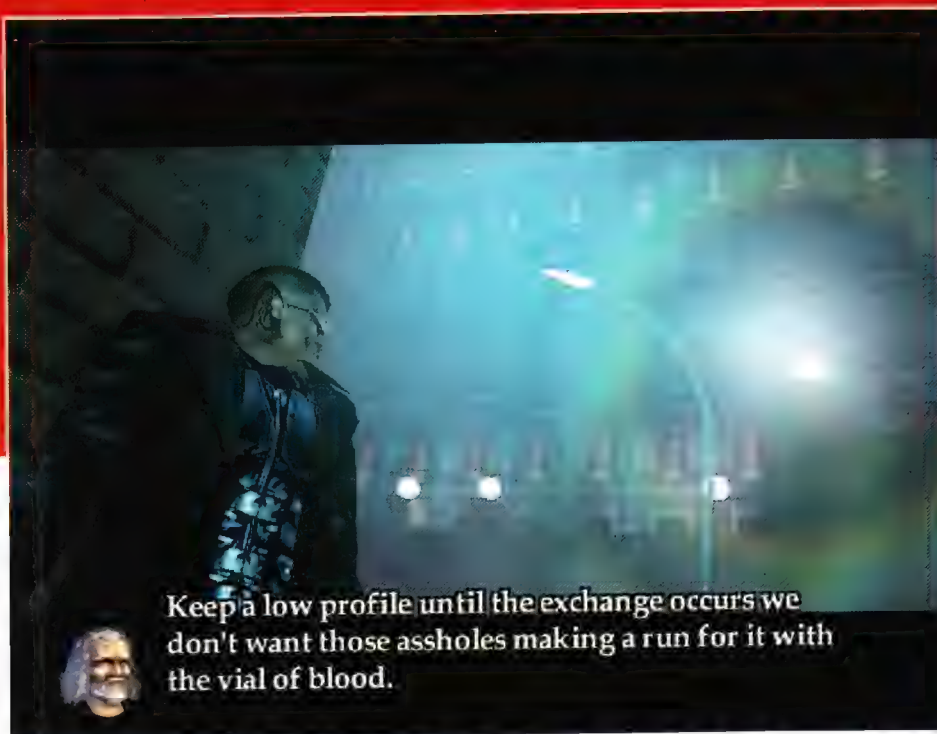 Keep a low profile until the exchange occurs we
don't want those assholes making a run for it with
the vial of blood.